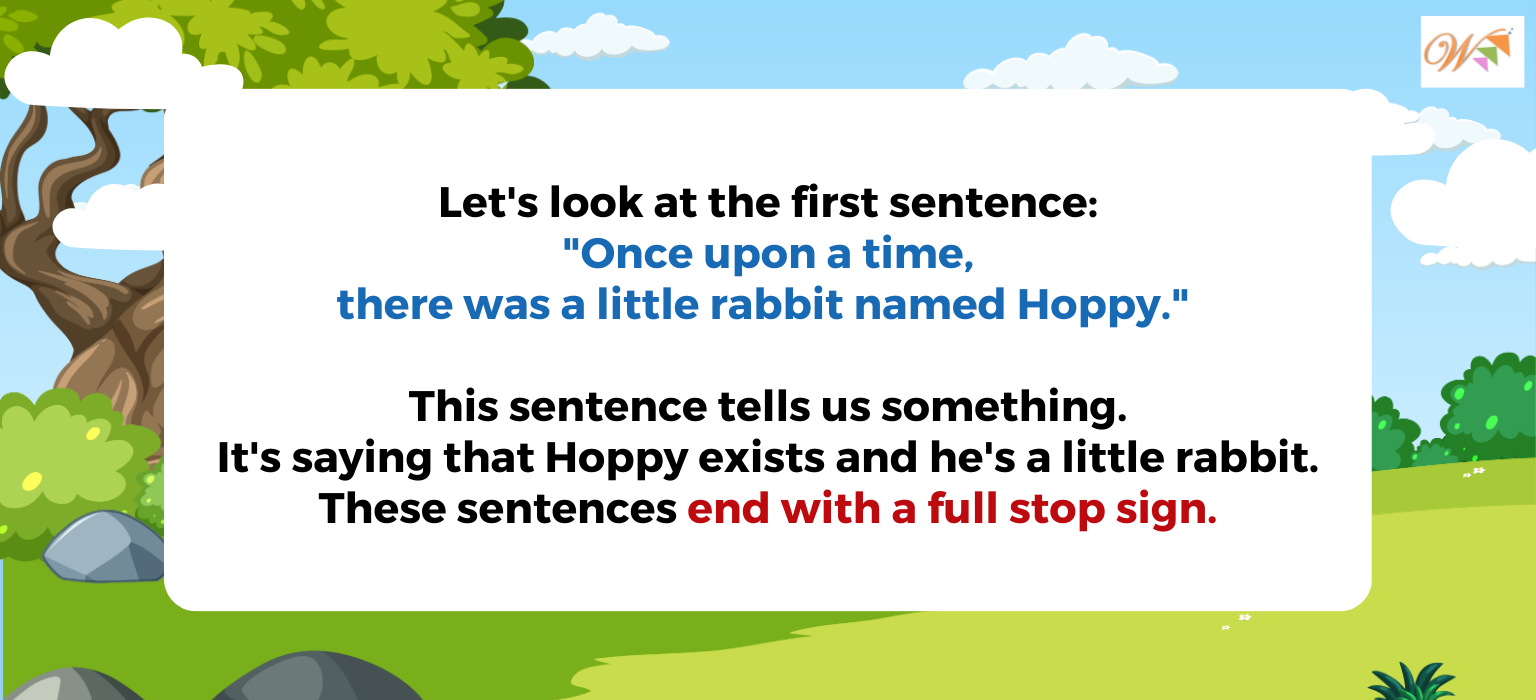 W
Let's look at the first sentence:
"Once upon a time,
there was a little rabbit named Hoppy."
This sentence tells us something.
It's saying that Hoppy exists and he's a little rabbit.
These sentences end with a full stop sign.